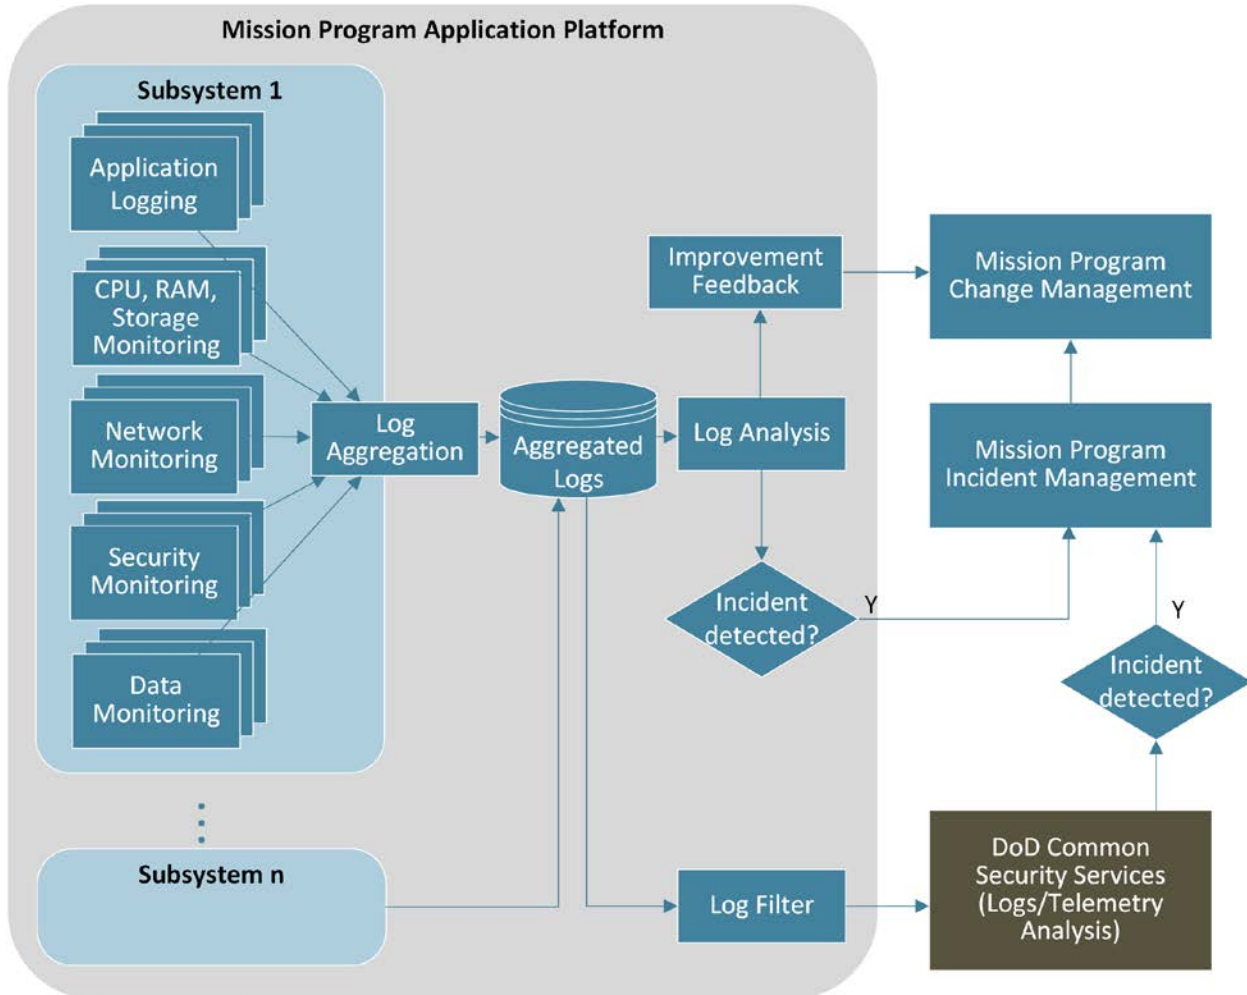 Mission Program Application Platform
Subsystem 1
Application
Logging
CPU, RAM,
Storage
Monitoring
Network
Monitoring
Security
Monitoring
Data
Monitoring
Log
Aggregation
Aggregated
Logs
Log Analysis
Improvement
Feedback
Mission Program
Change Management
Mission Program
Incident Management
Incident
detected?
Y
Incident
detected?
Y
Subsystem n
Log Filter
DoD Common
Security Services
(Logs/Telemetry
Analysis)